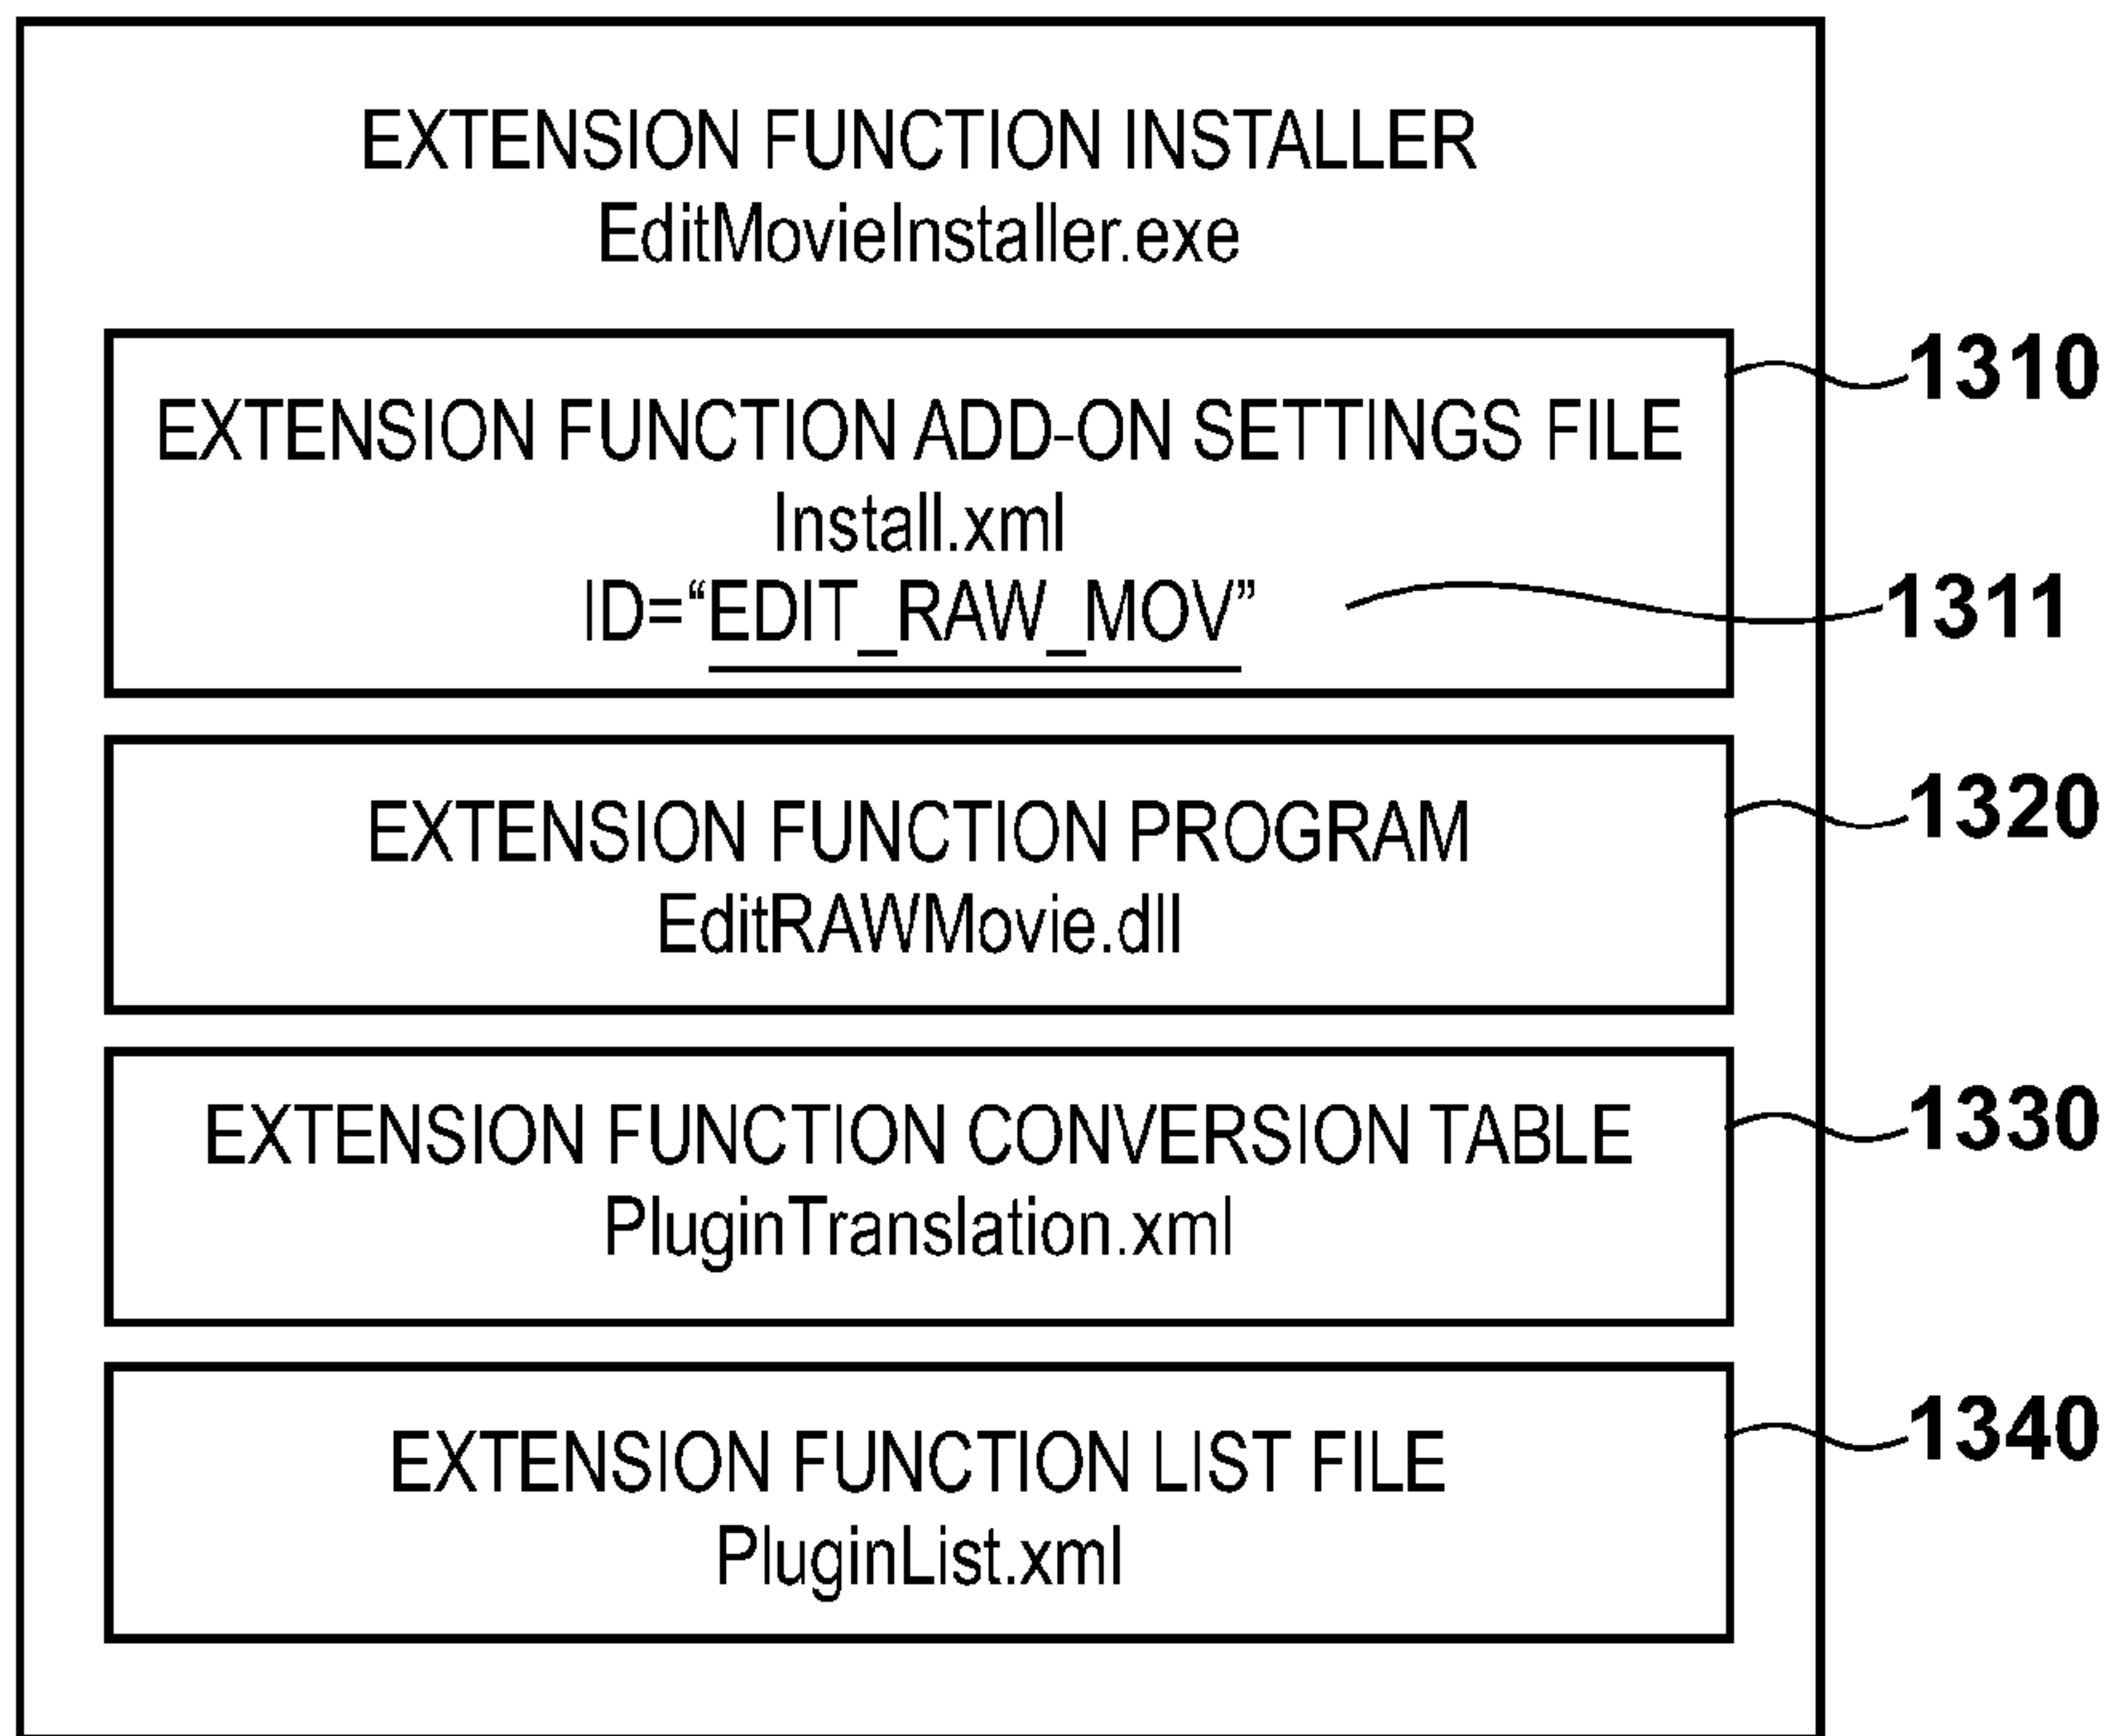 EXTENSION FUNCTION INSTALLER
EditMovieInstaller.exe
1310
EXTENSION FUNCTION ADD-ON SETTINGS FILE
Install.xml
ID=“EDIT_RAW_MOV”
1311
EXTENSION FUNCTION PROGRAM
EditRAWMovie.dll
1320
EXTENSION FUNCTION CONVERSION TABLE
PluginTranslation.xml
1330
EXTENSION FUNCTION LIST FILE
PluginList.xml
1340